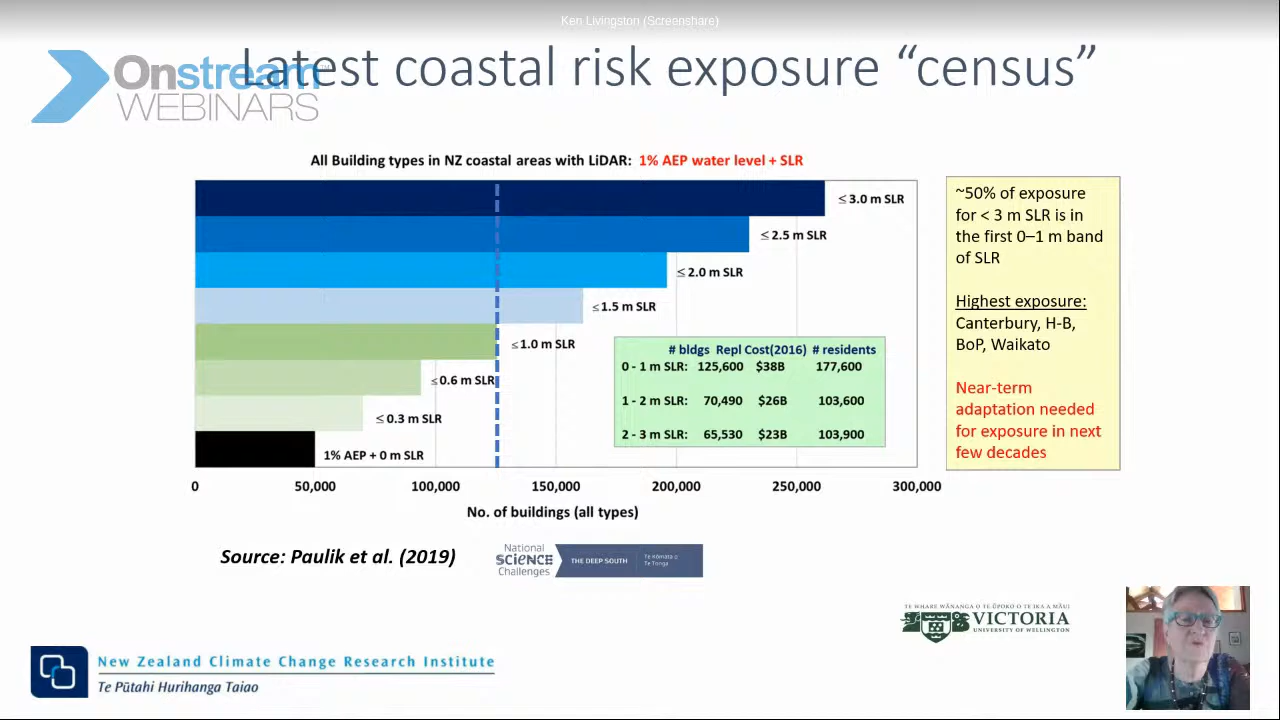 Ken Livingston (Screenshare)
Latest coastal risk exposure “census”
Onstream™
WEBINARS
All Building types in NZ coastal areas with LiDAR: 1% AEP water level + SLR
≤ 3.0 m SLR
≤ 2.5 m SLR
≤ 2.0 m SLR
≤ 1.5 m SLR
≤ 1.0 m SLR
≤ 0.6 m SLR
≤ 0.3 m SLR
1% AEP + 0 m SLR
# bldgs Repl Cost(2016) # residents
0 - 1 m SLR: 125,600 $38B 177,600
1 - 2 m SLR: 70,490 $26B 103,600
2 - 3 m SLR: 65,530 $23B 103,900
0 50,000 100,000 150,000 200,000 250,000 300,000
No. of buildings (all types)
~50% of exposure
for < 3 m SLR is in
the first 0–1 m band
of SLR
Highest exposure:
Canterbury, H-B,
BoP, Waikato
Near-term
adaptation needed
for exposure in next
few decades
Source: Paulik et al. (2019)
National
SCIENCE
Challenges
THE DEEP SOUTH
Te Kōmata o
Te Tonga
TE WHARE WĀNANGA O TE ŪPOKO O TE IKA A MĀUI
VICTORIA
UNIVERSITY OF WELLINGTON
New Zealand Climate Change Research Institute
Te Pūtahi Hurihanga Taiao